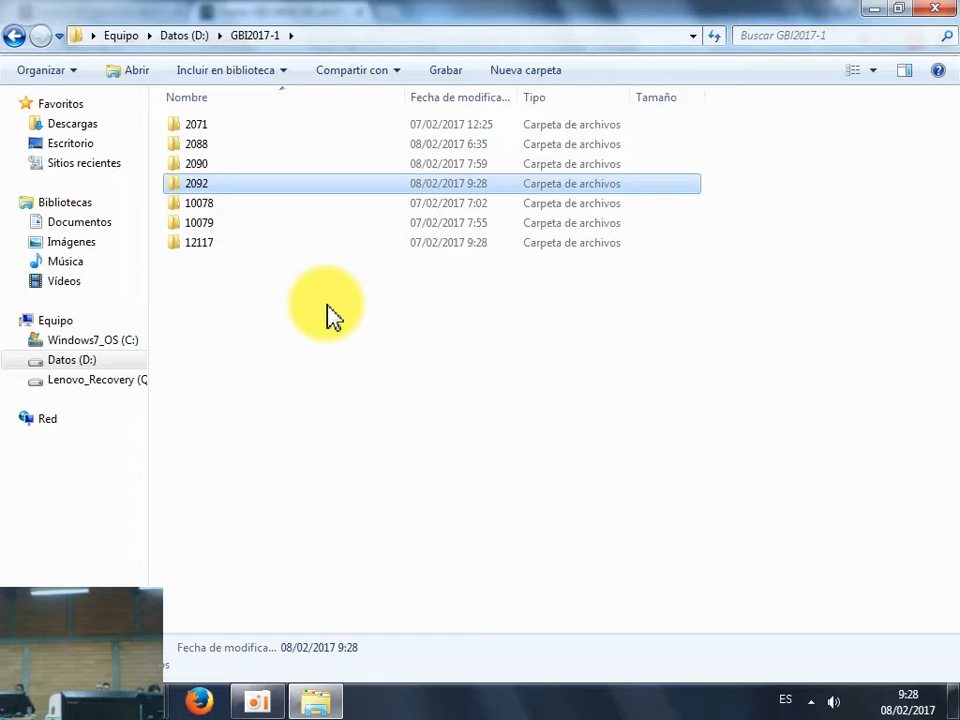 Equipo Datos (D:) GBI2017-1 Buscar GBI2017-1
Organizar Abrir Incluir en biblioteca Compartir con Grabar Nueva carpeta
Nombre Fecha de modifica... Tipo Tamaño
Favoritos
Descargas
Escritorio
Sitios recientes
Bibliotecas
Documentos
Imágenes
Música
Vídeos
Equipo
Windows7_OS (C:)
Datos (D:)
Lenovo_Recovery (Q
Red
2071 07/02/2017 12:25 Carpeta de archivos
2088 08/02/2017 6:35 Carpeta de archivos
2090 08/02/2017 7:59 Carpeta de archivos
2092 08/02/2017 9:28 Carpeta de archivos
10078 07/02/2017 7:02 Carpeta de archivos
10079 07/02/2017 7:55 Carpeta de archivos
12117 07/02/2017 9:28 Carpeta de archivos
Fecha de modifica... 08/02/2017 9:28
ES 9:28
08/02/2017